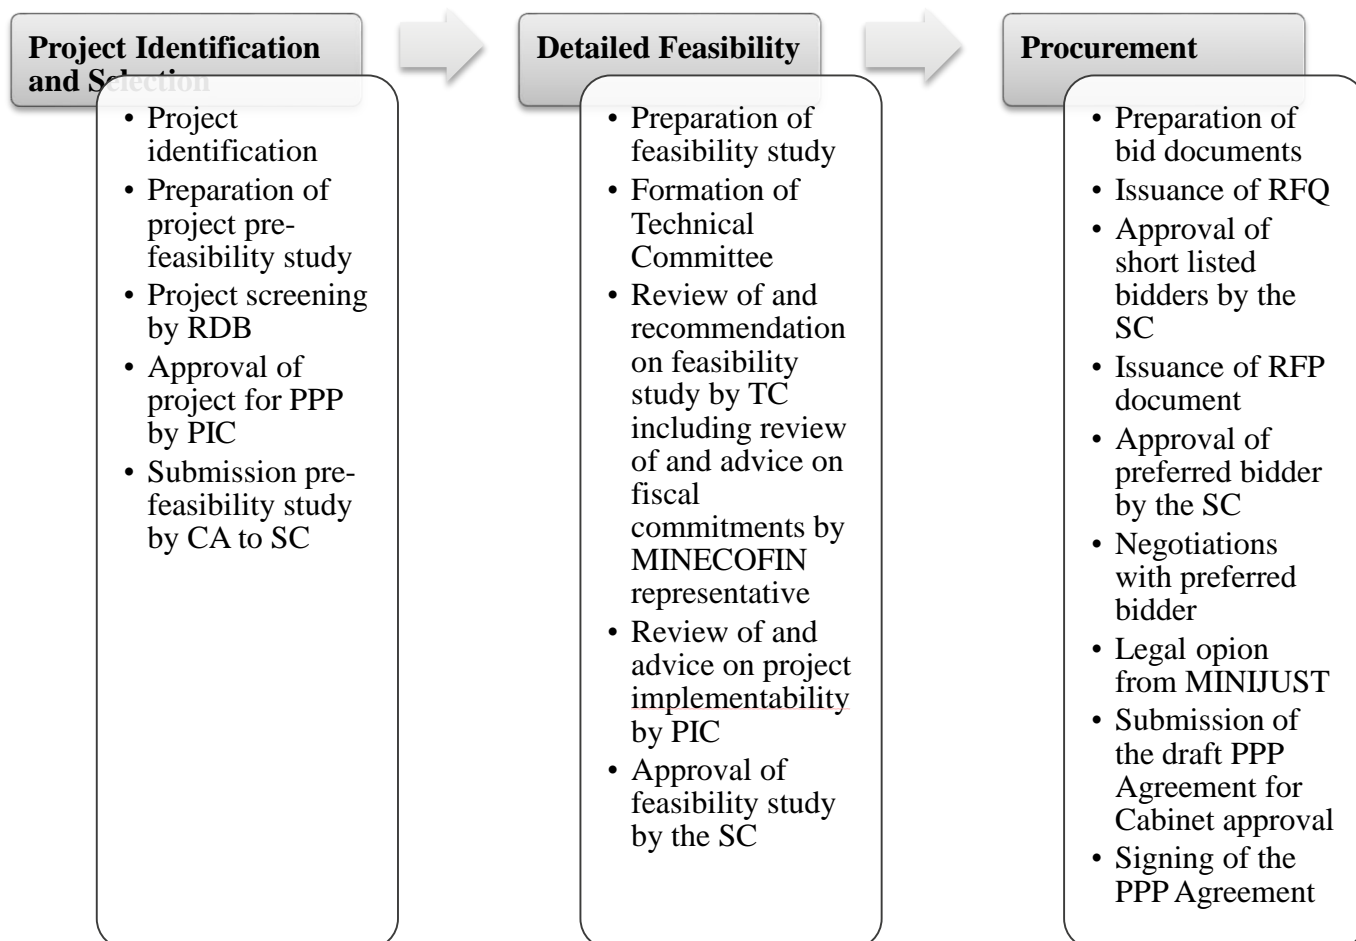 Project Identification
and Selection
• Project
identification
• Preparation of
project pre-
feasibility study
• Project screening
by RDB
• Approval of
project for PPP
by PIC
• Submission pre-
feasibility study
by CA to SC
Detailed Feasibility
• Preparation of
feasibility study
• Formation of
Technical
Committee
• Review of and
recommendation
on feasibility
study by TC
including review
of and advice on
fiscal
commitments by
MINECOFIN
representative
• Review of and
advice on project
implementability
by PIC
• Approval of
feasibility study
by the SC
Procurement
• Preparation of
bid documents
• Issuance of RFQ
• Approval of
short listed
bidders by the
SC
• Issuance of RFP
document
• Approval of
preferred bidder
by the SC
• Negotiations
with preferred
bidder
• Legal opion
from MINIJUST
• Submission of
the draft PPP
Agreement for
Cabinet approval
• Signing of the
PPP Agreement